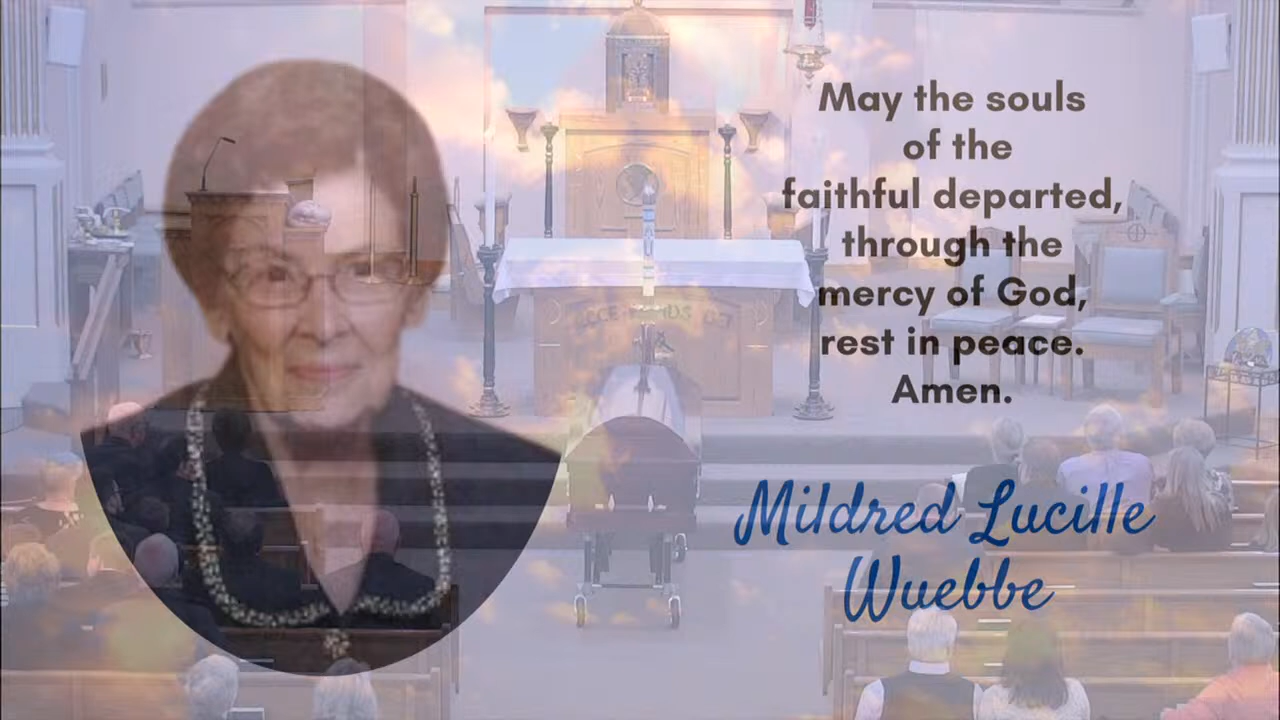 May the souls
of the
faithful departed,
through the
mercy of God,
rest in peace.
Amen.
Mildred Lucille
Wuebbe